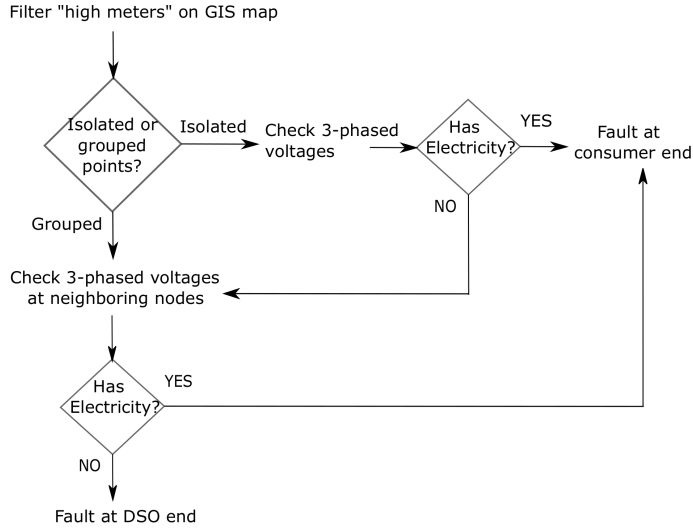 Filter "high meters" on GIS map
Isolated or
grouped
points?
Isolated
Check 3-phased
voltages
Has
Electricity?
YES
Fault at
consumer end
NO
Grouped
Check 3-phased voltages
at neighboring nodes
Has
Electricity?
YES
NO
Fault at DSO end